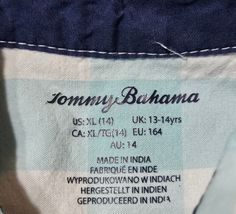 Tommy Bahama
US: XL (14) UK: 13-14yrs
CA: XL/TG(14) EU: 164
AU: 14
MADE IN INDIA
FABRIQUÉ EN INDE
WYPRODUKOWANO W INDIACH
HERGESTELLT IN INDIEN
GEPRODUCEERD IN INDIA